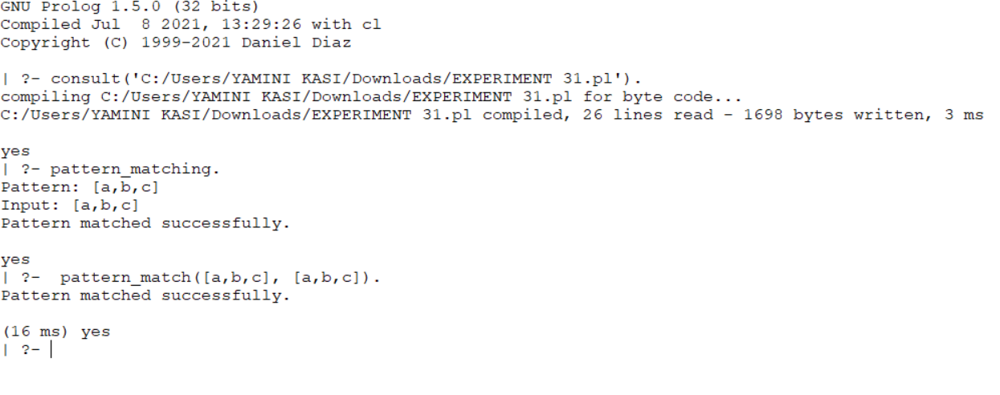 GNU Prolog 1.5.0 (32 bits)
Compiled Jul  8 2021, 13:29:26 with cl
Copyright (C) 1999-2021 Daniel Diaz
| ?- consult('C:/Users/YAMINI KASI/Downloads/EXPERIMENT 31.pl').
compiling C:/Users/YAMINI KASI/Downloads/EXPERIMENT 31.pl for byte code...
C:/Users/YAMINI KASI/Downloads/EXPERIMENT 31.pl compiled, 26 lines read - 1698 bytes written, 3 ms
yes
| ?- pattern_matching.
Pattern: [a,b,c]
Input: [a,b,c]
Pattern matched successfully.
yes
| ?-  pattern_match([a,b,c], [a,b,c]).
Pattern matched successfully.
(16 ms) yes
| ?-